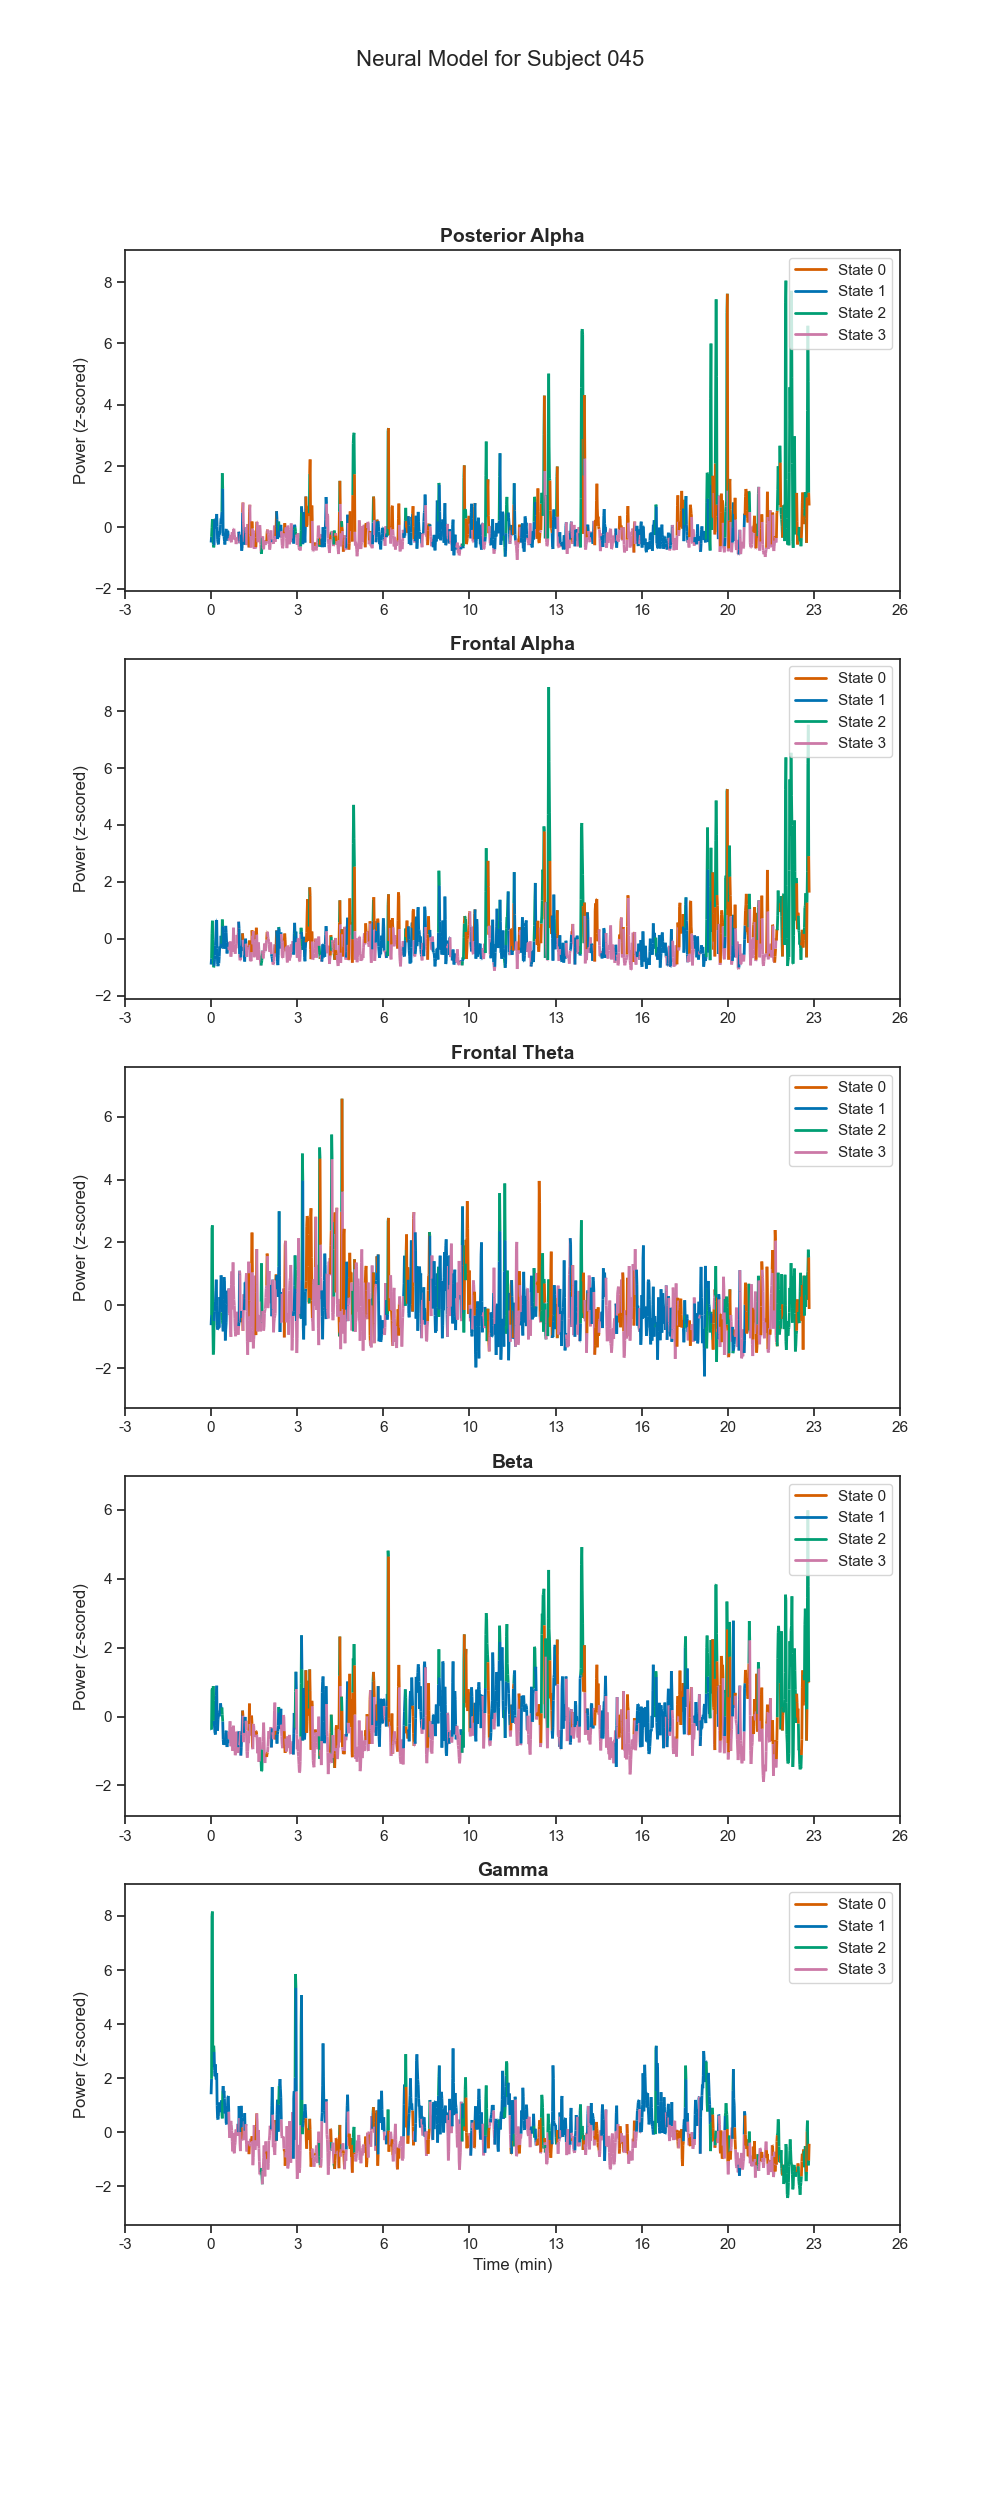 Neural Model for Subject 045
Posterior Alpha
Power (z-scored)
8
6
4
2
0
−2
State 0
State 1
State 2
State 3
-3 0 3 6 10 13 16 20 23 26
Frontal Alpha
Power (z-scored)
8
6
4
2
0
−2
State 0
State 1
State 2
State 3
-3 0 3 6 10 13 16 20 23 26
Frontal Theta
Power (z-scored)
6
4
2
0
−2
State 0
State 1
State 2
State 3
-3 0 3 6 10 13 16 20 23 26
Beta
Power (z-scored)
6
4
2
0
−2
State 0
State 1
State 2
State 3
-3 0 3 6 10 13 16 20 23 26
Gamma
Power (z-scored)
8
6
4
2
0
−2
State 0
State 1
State 2
State 3
-3 0 3 6 10 13 16 20 23 26
Time (min)